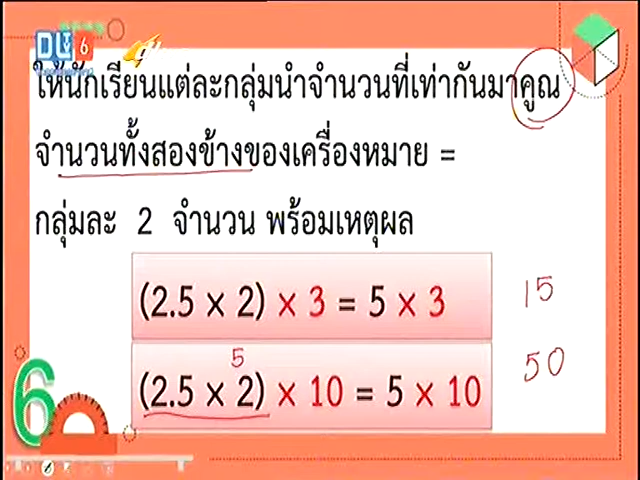 DLTV 6
ให้นักเรียนแต่ละกลุ่มนำจำนวนที่เท่ากันมาคูณ
จำนวนทั้งสองข้างของเครื่องหมาย =
กลุ่มละ 2 จำนวน พร้อมเหตุผล
(2.5 × 2) × 3 = 5 × 3
15
5
(2.5 × 2) × 10 = 5 × 10
50
6